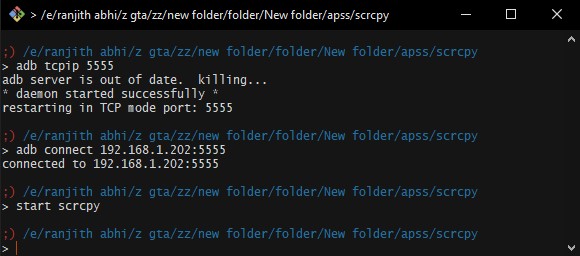 > /e/ranjith abhi/z gta/zz/new folder/folder/New folder/apss/scrcpy
;) /e/ranjith abhi/z gta/zz/new folder/folder/New folder/apss/scrcpy
> adb tcpip 5555
adb server is out of date.  killing...
* daemon started successfully *
restarting in TCP mode port: 5555
;) /e/ranjith abhi/z gta/zz/new folder/folder/New folder/apss/scrcpy
> adb connect 192.168.1.202:5555
connected to 192.168.1.202:5555
;) /e/ranjith abhi/z gta/zz/new folder/folder/New folder/apss/scrcpy
> start scrcpy
;) /e/ranjith abhi/z gta/zz/new folder/folder/New folder/apss/scrcpy
>